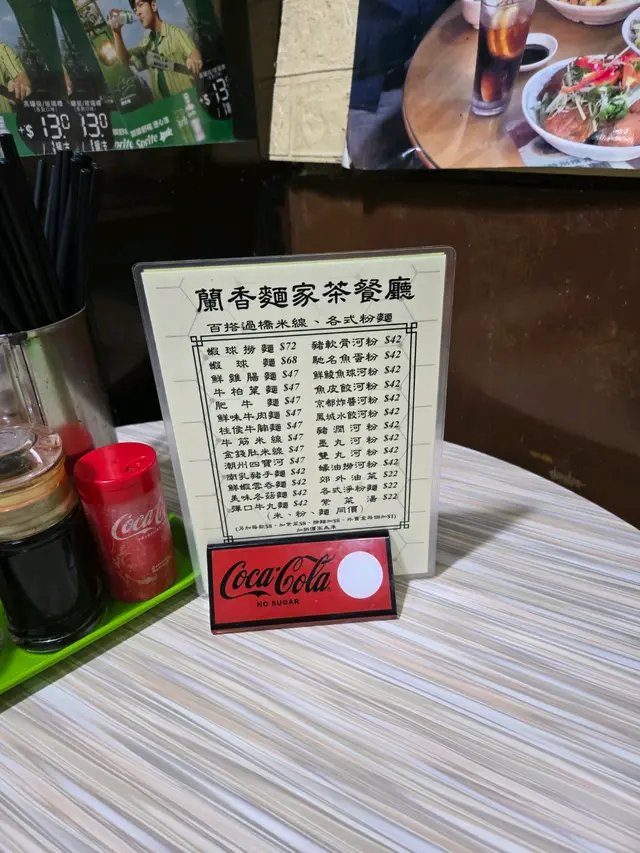 +$13
$13
Sprite
Sprite
蘭香麵家茶餐廳
百搭過橋米線、各式粉麵
蝦球撈麵 $72
蝦球麵 $68
鮮雞腸麵 $47
牛柏葉麵 $47
肥牛麵 $47
鮮味牛肉麵 $47
柱侯牛腩麵 $47
牛筋米線 $47
金錢肚米線 $47
潮州四寶河 $47
南乳豬手麵 $42
鮮蝦雲吞麵 $42
美味冬菇麵 $42
彈口牛丸麵 $42
豬軟骨河粉 $42
馳名魚蛋粉 $42
鮮鯪魚球河粉 $42
魚皮餃河粉 $42
京都炸醬河粉 $42
鳳城水餃河粉 $42
豬潤河粉 $42
墨丸河粉 $42
雙丸河粉 $42
蠔油撈河粉 $42
郊外油菜 $22
各式淨粉麵 $22
紫菜湯 $22
(米、粉、麵 同價)
Coca-Cola
NO SUGAR
Coca-Co